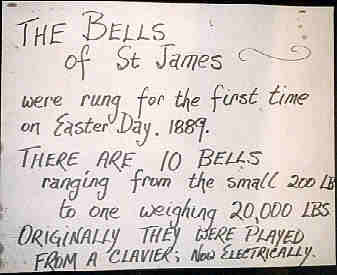 THE BELLS
of St James
were rung for the first time
on Easter Day. 1889.
THERE ARE 10 BELLS
ranging from the small 200 LB
to one weighing 20,000 LBS
ORIGINALLY THEY WERE PLAYED
FROM A CLAVIER; NOW ELECTRICALLY.